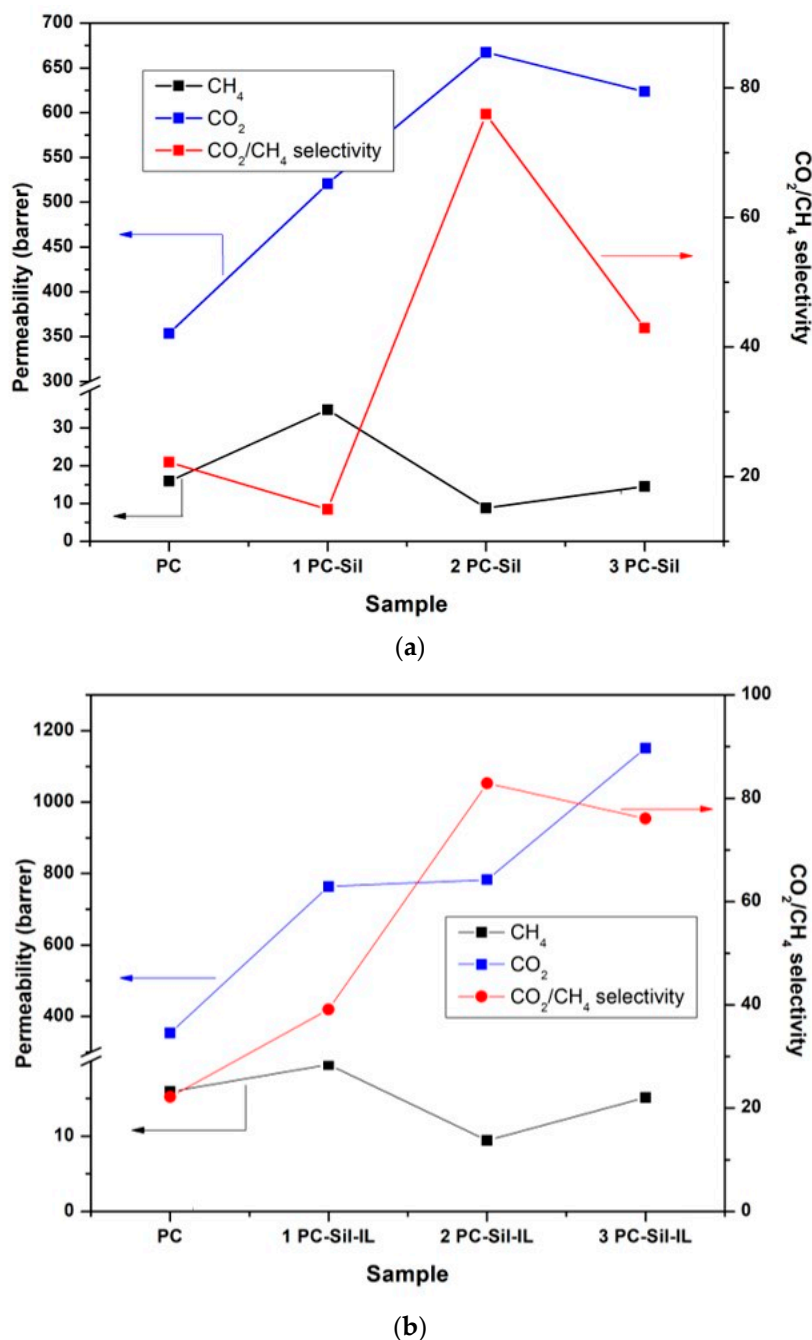 700
650
600
550
500
450
400
350
300
30
20
10
0
Permeability (barrer)
CH₄
CO₂
CO₂/CH₄ selectivity
80
60
40
20
CO₂/CH₄ selectivity
PC
1 PC-Sil
2 PC-Sil
3 PC-Sil
Sample
(a)
1200
1000
800
600
400
10
0
Permeability (barrer)
CH₄
CO₂
CO₂/CH₄ selectivity
100
80
60
40
20
0
CO₂/CH₄ selectivity
PC
1 PC-Sil-IL
2 PC-Sil-IL
3 PC-Sil-IL
Sample
(b)